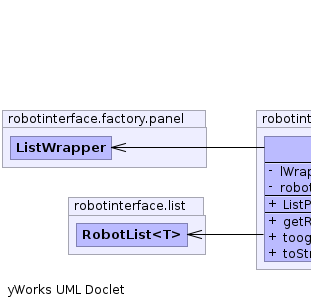 robotinterface.factory.panel
robotint
ListWrapper
- lWrap
- robot
+ ListP
robotinterface.list
RobotList<T>
+ getR
+ toog
+ toStr
yWorks UML Doclet